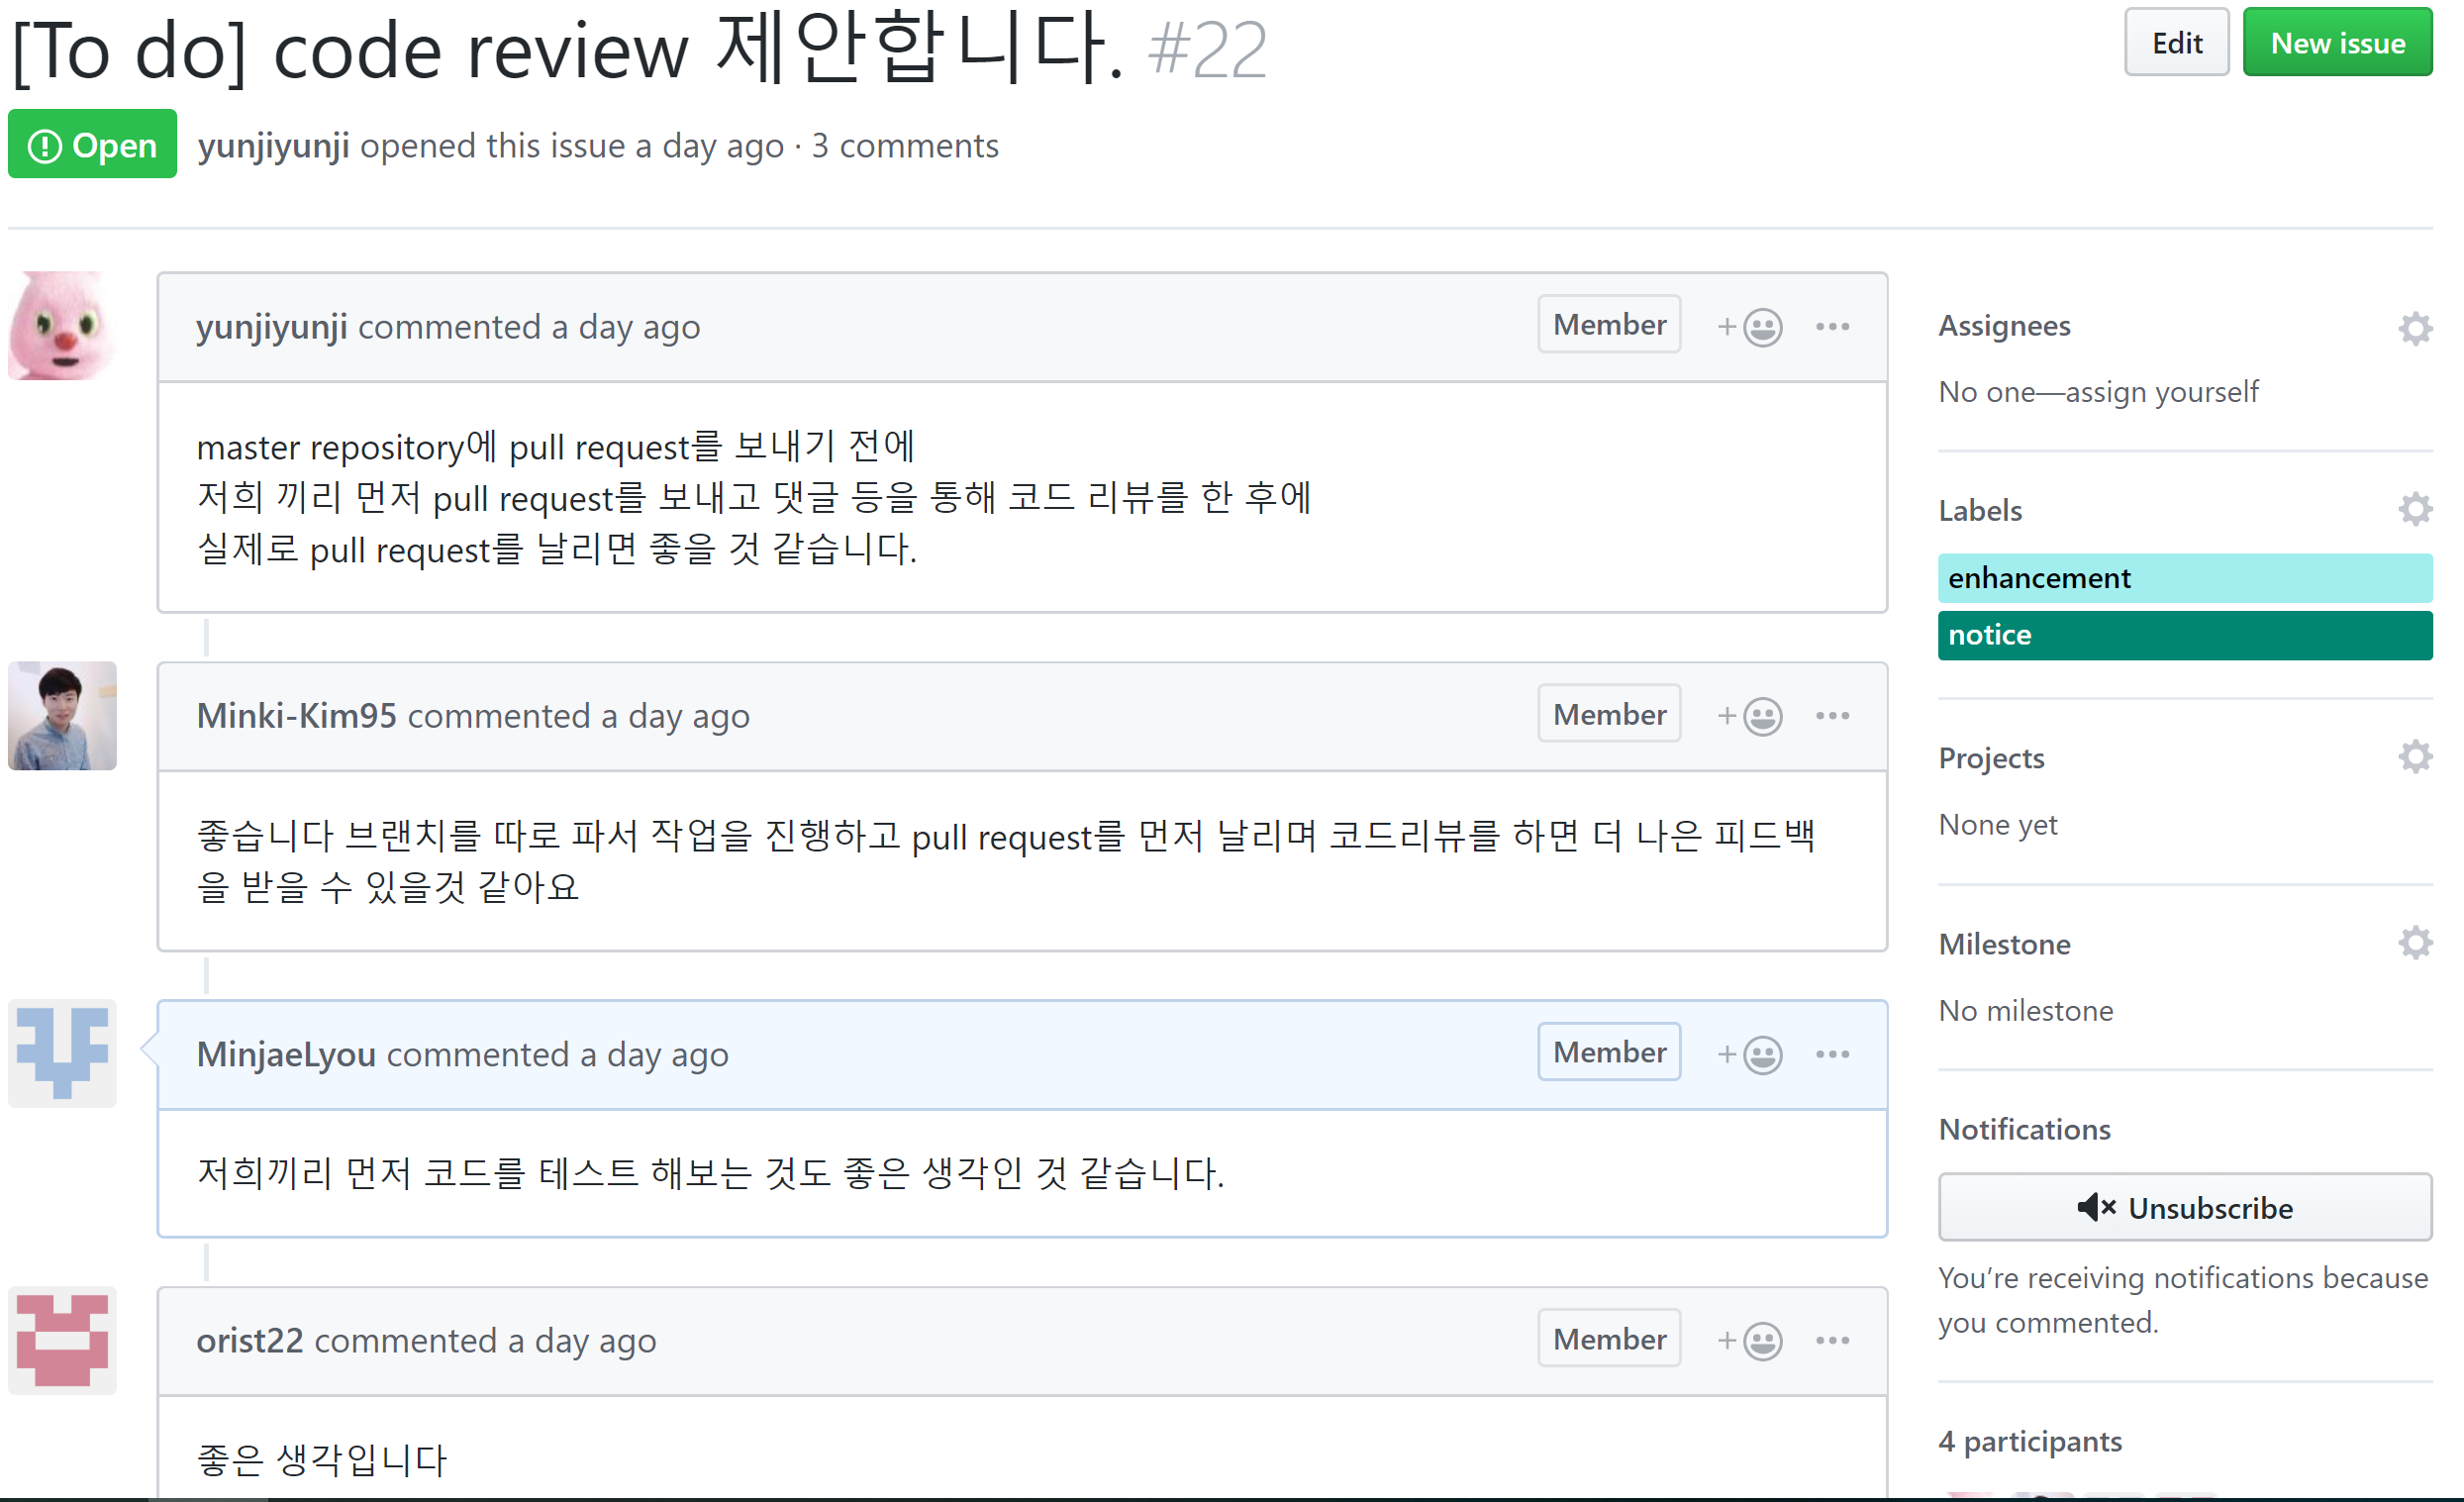 [To do] code review 제안합니다. #22
Edit
New issue
Open
yunjiyunji opened this issue a day ago · 3 comments
yunjiyunji commented a day ago
Member
master repository에 pull request를 보내기 전에
저희 끼리 먼저 pull request를 보내고 댓글 등을 통해 코드 리뷰를 한 후에
실제로 pull request를 날리면 좋을 것 같습니다.
Minki-Kim95 commented a day ago
Member
좋습니다 브랜치를 따로 파서 작업을 진행하고 pull request를 먼저 날리며 코드리뷰를 하면 더 나은 피드백
을 받을 수 있을것 같아요
MinjaeLyou commented a day ago
Member
저희끼리 먼저 코드를 테스트 해보는 것도 좋은 생각인 것 같습니다.
orist22 commented a day ago
Member
좋은 생각입니다
Assignees
No one—assign yourself
Labels
enhancement
notice
Projects
None yet
Milestone
No milestone
Notifications
Unsubscribe
You’re receiving notifications because
you commented.
4 participants